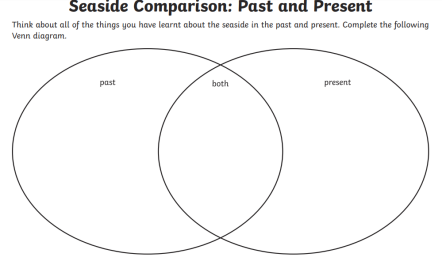 Seaside Comparison: Past and Present
Think about all of the things you have learnt about the seaside in the past and present. Complete the following
Venn diagram.
past
both
present